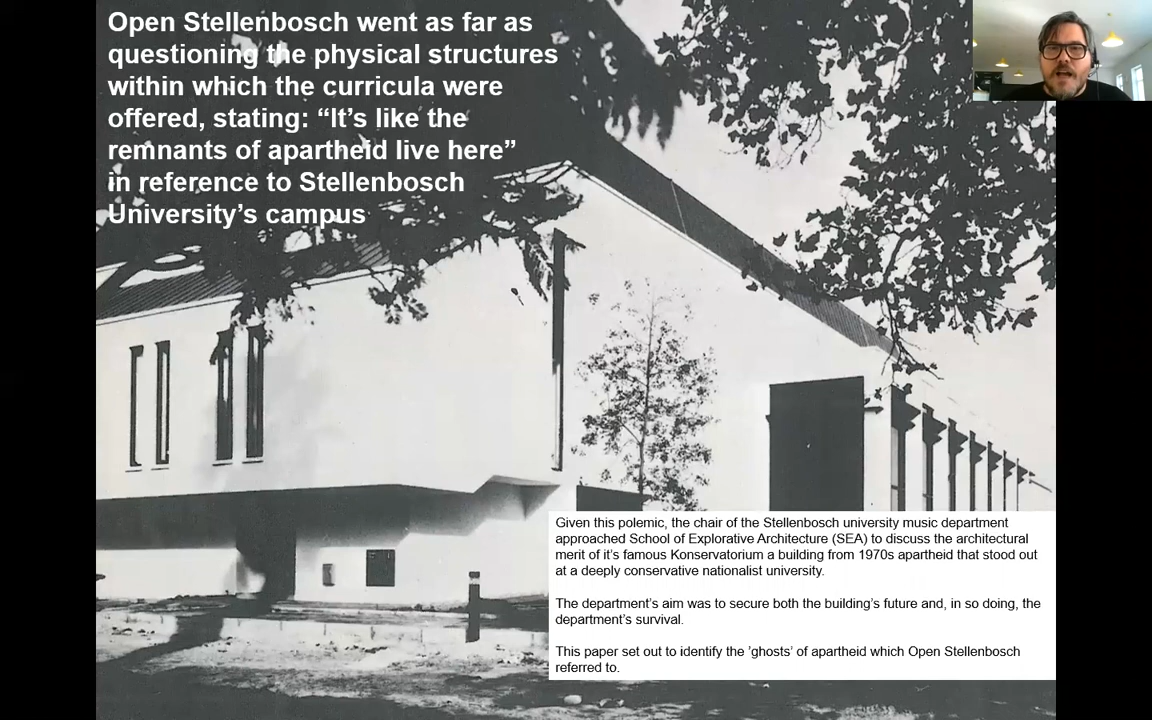 Open Stellenbosch went as far as
questioning the physical structures
within which the curricula were
offered, stating: “It’s like the
remnants of apartheid live here”
in reference to Stellenbosch
University’s campus
Given this polemic, the chair of the Stellenbosch university music department
approached School of Explorative Architecture (SEA) to discuss the architectural
merit of it’s famous Konservatorium a building from 1970s apartheid that stood out
at a deeply conservative nationalist university.
The department’s aim was to secure both the building’s future and, in so doing, the
department’s survival.
This paper set out to identify the ’ghosts’ of apartheid which Open Stellenbosch
referred to.